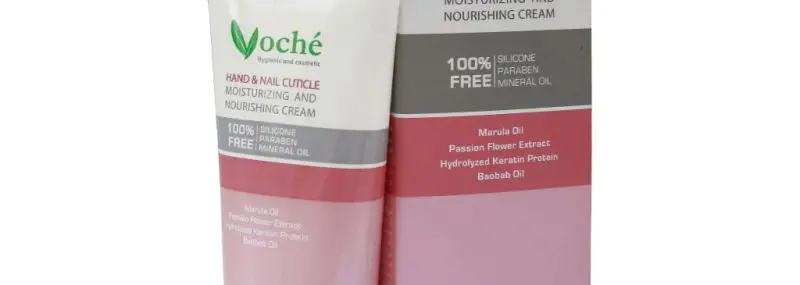 Voché
Hygienic and cosmetic
HAND & NAIL CUTICLE
MOISTURIZING AND
NOURISHING CREAM
100%
FREE
SILICONE
PARABEN
MINERAL OIL
Marula Oil
Passion Flower Extract
Hydrolyzed Keratin Protein
Baobab Oil
MOISTURIZING AND
NOURISHING CREAM
100%
FREE
SILICONE
PARABEN
MINERAL OIL
Marula Oil
Passion Flower Extract
Hydrolyzed Keratin Protein
Baobab Oil